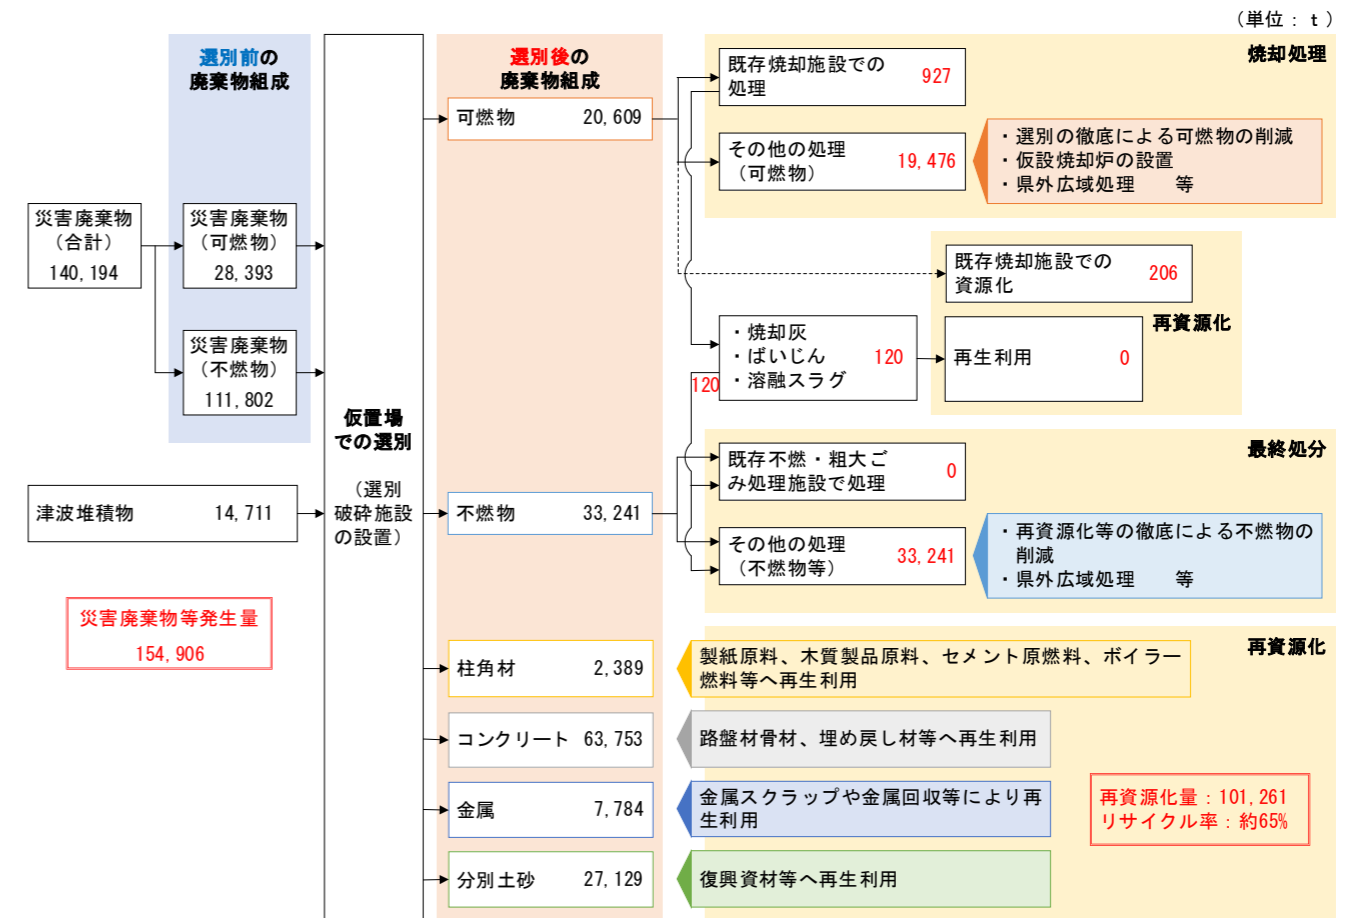 （単位：ｔ）
選別前の
廃棄物組成
災害廃棄物
（合計）
140,194
災害廃棄物
（可燃物）
28,393
災害廃棄物
（不燃物）
111,802
津波堆積物 14,711
災害廃棄物等発生量
154,906
仮置場
での選別
（選別
破砕施設
の設置）
選別後の
廃棄物組成
可燃物 20,609
不燃物 33,241
柱角材 2,389
コンクリート 63,753
金属 7,784
分別土砂 27,129
焼却処理
既存焼却施設での
処理 927
その他の処理
（可燃物） 19,476
・選別の徹底による可燃物の削減
・仮設焼却炉の設置
・県外広域処理　　等
既存焼却施設での
資源化 206
再資源化
・焼却灰
・ばいじん 120
・溶融スラグ
120
再生利用 0
最終処分
既存不燃・粗大ご
み処理施設で処理 0
その他の処理
（不燃物等） 33,241
・再資源化等の徹底による不燃物の
削減
・県外広域処理　　等
再資源化
製紙原料、木質製品原料、セメント原燃料、ボイラー
燃料等へ再生利用
路盤材骨材、埋め戻し材等へ再生利用
金属スクラップや金属回収等により再
生利用
復興資材等へ再生利用
再資源化量：101,261
リサイクル率：約65%